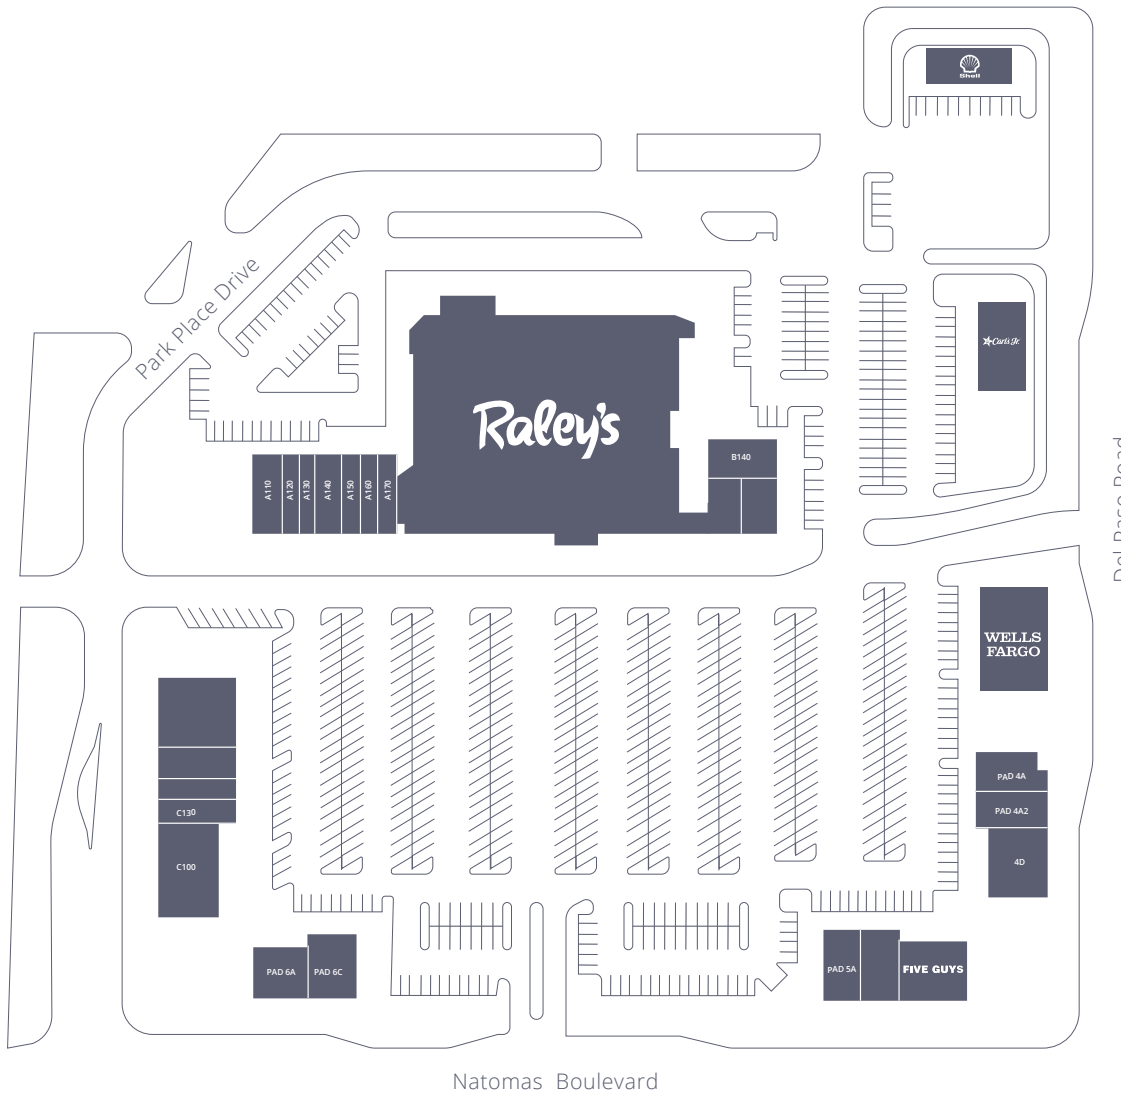 Shell
Park Place Drive
Carl's Jr.
Raley's
B140
A110
A120
A130
A140
A150
A160
A170
Del Paso Road
WELLS
FARGO
PAD 4A
PAD 4A2
4D
C130
C100
PAD 6A
PAD 6C
PAD 5A
FIVE GUYS
Natomas Boulevard